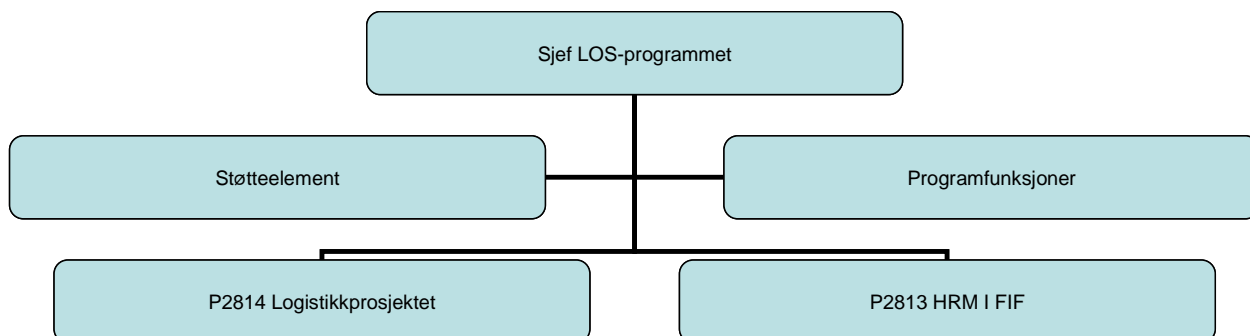 Sjef LOS-programmet
Støtteelement
Programfunksjoner
P2814 Logistikkprosjektet
P2813 HRM I FIF